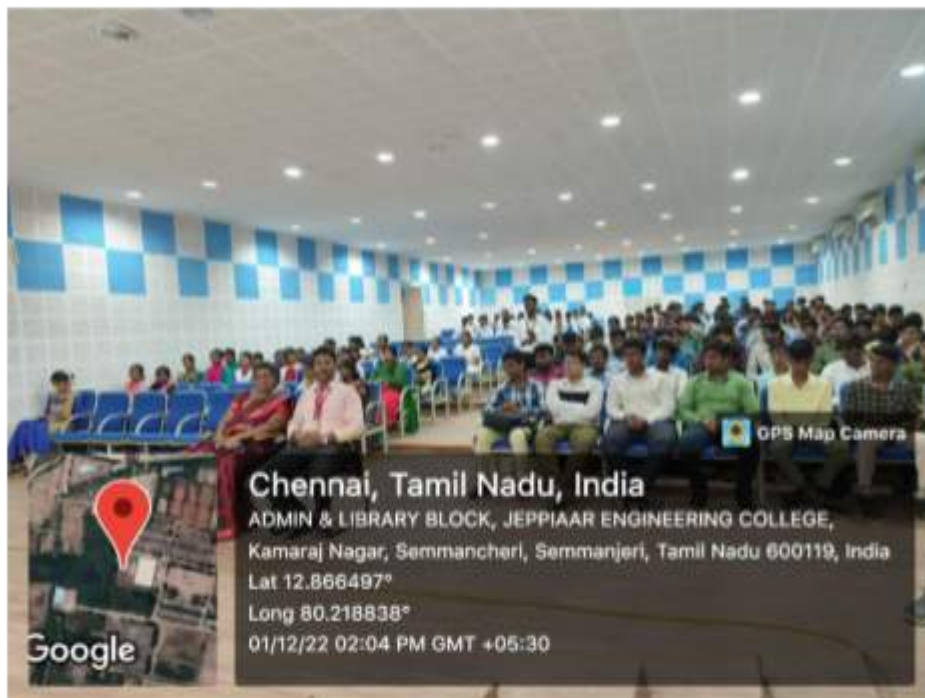 GPS Map Camera
Chennai, Tamil Nadu, India
ADMIN & LIBRARY BLOCK, JEPPIAAR ENGINEERING COLLEGE,
Kamaraj Nagar, Semmancheri, Semmanjeri, Tamil Nadu 600119, India
Lat 12.866497°
Long 80.218838°
01/12/22 02:04 PM GMT +05:30
Google